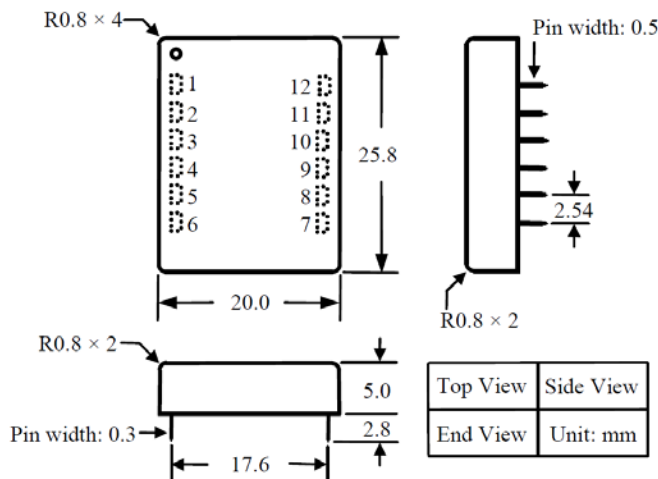 R0.8 × 4
Pin width: 0.5
1 12
2 11
3 10
4 9
5 8
6 7
25.8
2.54
20.0
R0.8 × 2
R0.8 × 2
5.0
Pin width: 0.3
2.8
17.6
Top View Side View
End View Unit: mm